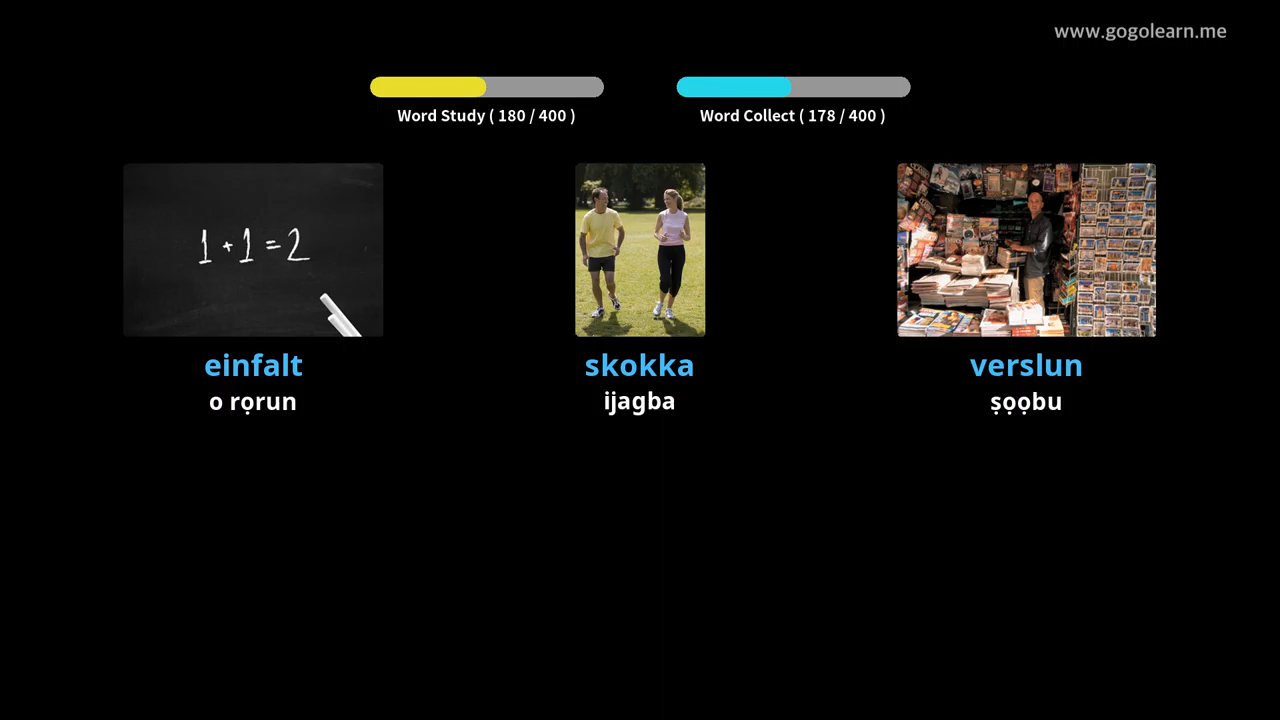 www.gogolearn.me
Word Study ( 180 / 400 )
Word Collect ( 178 / 400 )
1 + 1 = 2
einfalt
skokka
verslun
o rọrun
ijagba
ṣọọbu